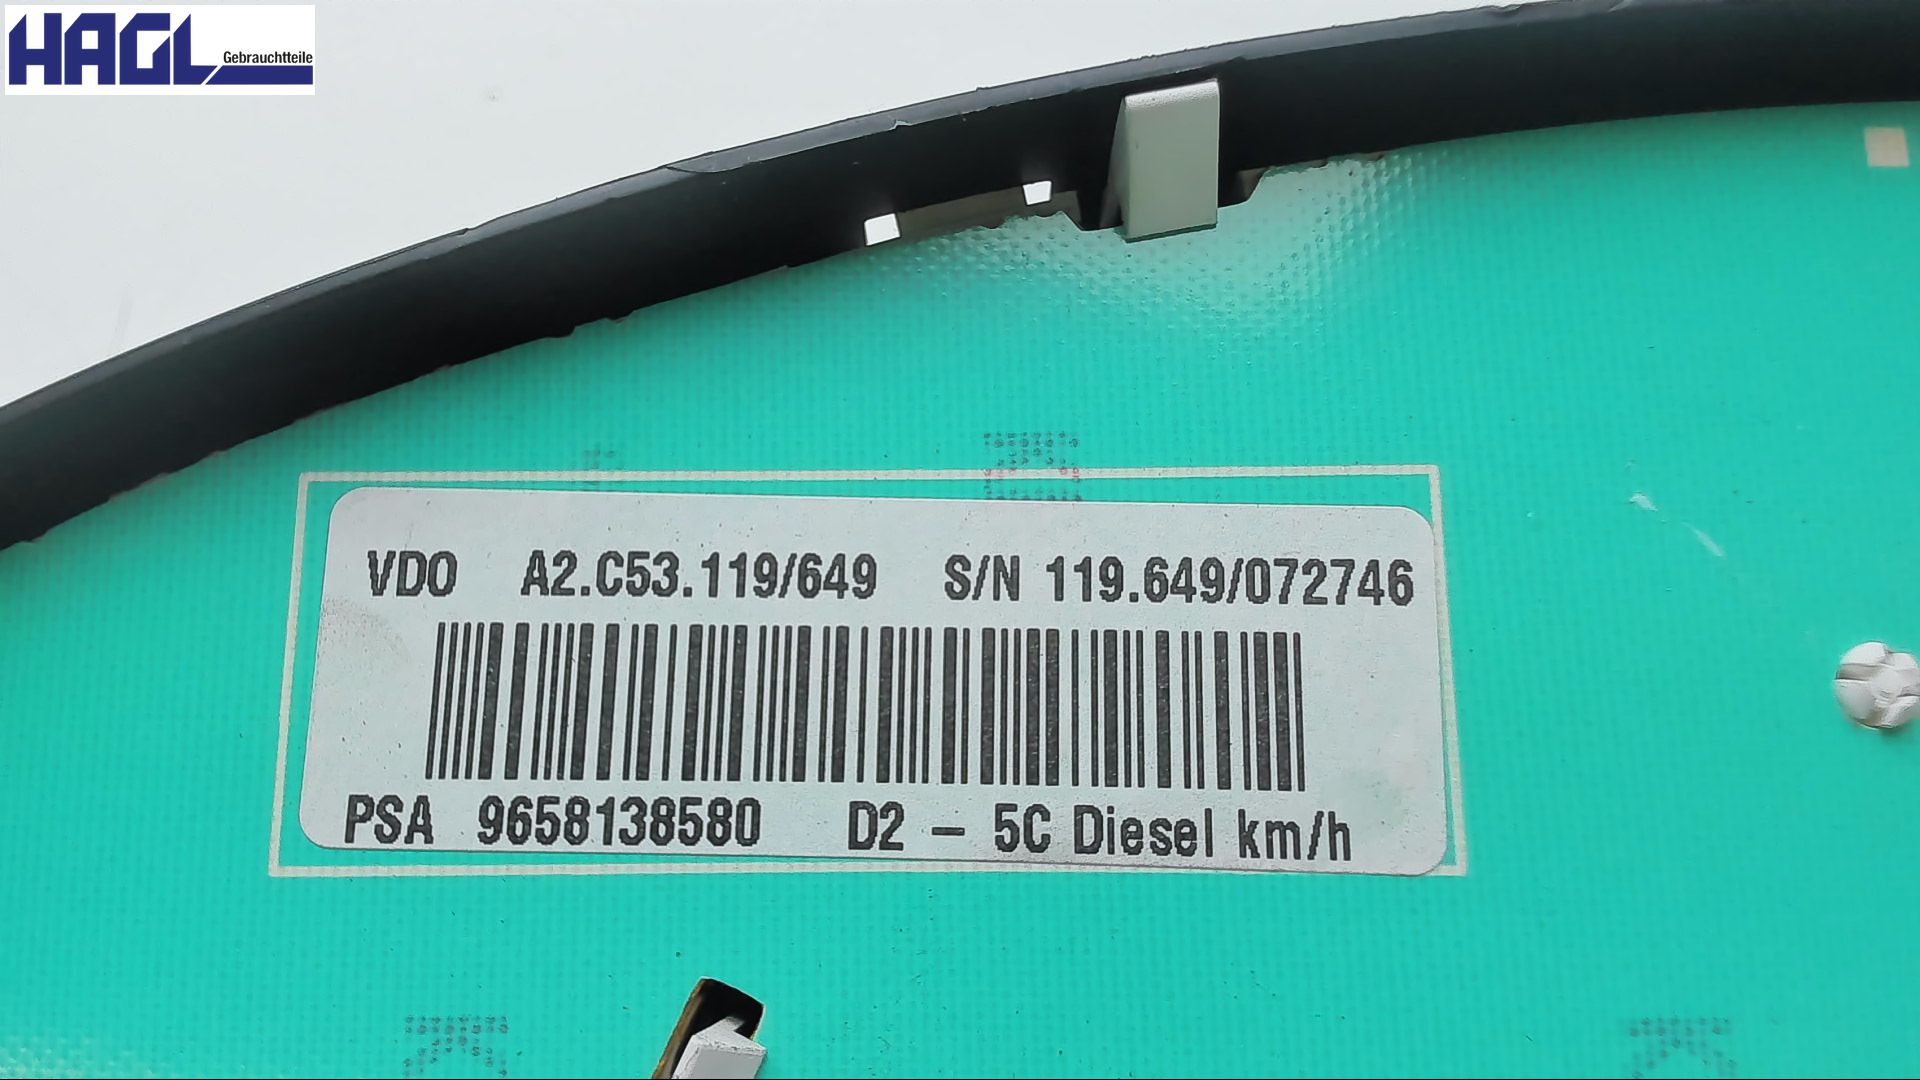 HAGL
Gebrauchtteile
VDO A2.C53.119/649 S/N 119.649/072746
PSA 9658138580 D2 – 5C Diesel km/h